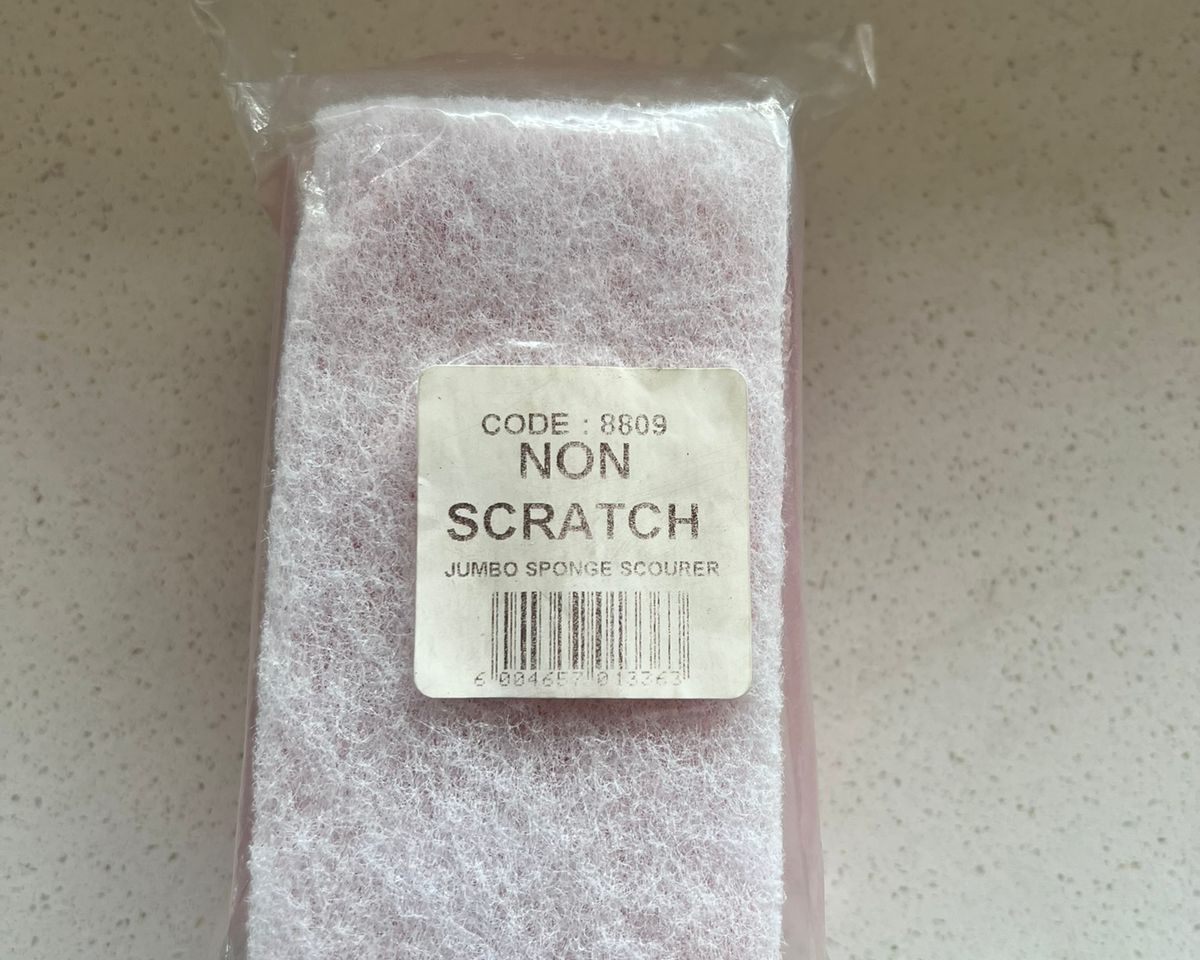 CODE : 8809
NON
SCRATCH
JUMBO SPONGE SCOURER
6 004657 013363